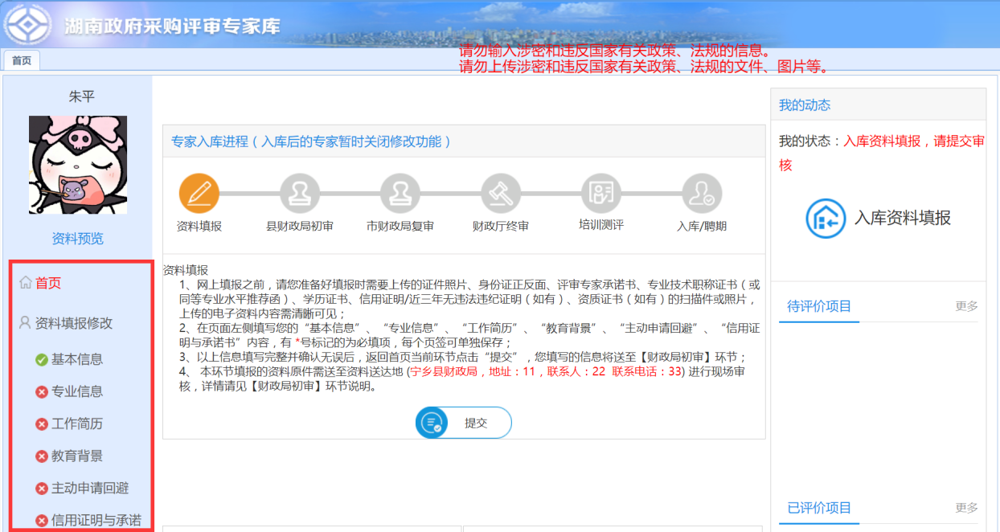 湖南政府采购评审专家库
请勿输入涉密和违反国家有关政策、法规的信息。
请勿上传涉密和违反国家有关政策、法规的文件、图片等。
首页
朱平
资料预览
首页
资料填报修改
基本信息
专业信息
工作简历
教育背景
主动申请回避
信用证明与承诺
专家入库进程（入库后的专家暂时关闭修改功能）
资料填报
县财政局初审
市财政局复审
财政厅终审
培训测评
入库/聘期
资料填报
1、网上填报之前，请您准备好填报时需要上传的证件照片、身份证正反面、评审专家承诺书、专业技术职称证书（或
同等专业水平推荐函）、学历证书、信用证明/近三年无违法违纪证明（如有）、资质证书（如有）的扫描件或照片，
上传的电子资料内容需清晰可见；
2、在页面左侧填写您的“基本信息”、“专业信息”、“工作简历”、“教育背景”、“主动申请回避”、“信用证
明与承诺书”内容，有 *号标记的为必填项，每个页签可单独保存；
3、以上信息填写完整并确认无误后，返回首页当前环节点击“提交”，您填写的信息将送至【财政局初审】环节；
4、 本环节填报的资料原件需送至资料送达地 (宁乡县财政局，地址：11，联系人：22 联系电话：33) 进行现场审
核，详情请见【财政局初审】环节说明。
提交
我的动态
我的状态：入库资料填报，请提交审
核
入库资料填报
待评价项目
更多
已评价项目
更多